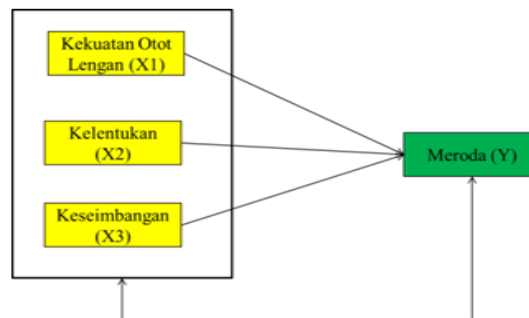 Kekuatan Otot
Lengan (X1)
Kelentukan
(X2)
Keseimbangan
(X3)
Meroda (Y)